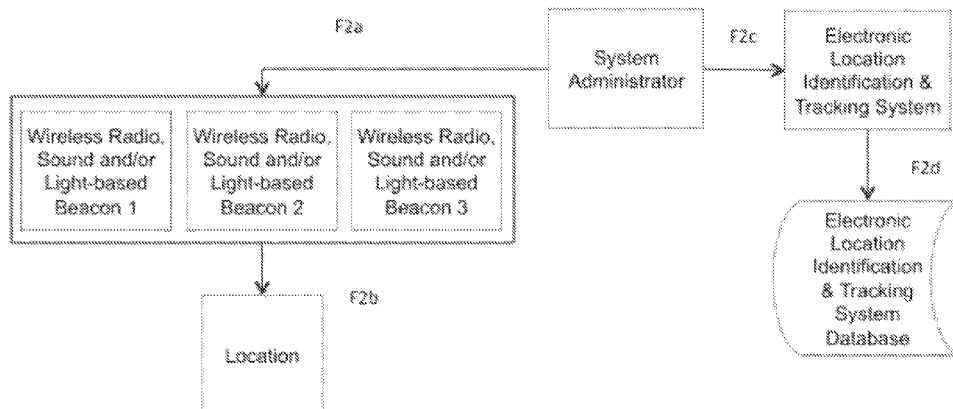 F2a
System
Administrator
F2c
Electronic
Location
Identification &
Tracking System
Wireless Radio,
Sound and/or
Light-based
Beacon 1
Wireless Radio,
Sound and/or
Light-based
Beacon 2
Wireless Radio,
Sound and/or
Light-based
Beacon 3
F2d
Electronic
Location
Identification
& Tracking
System
Database
F2b
Location